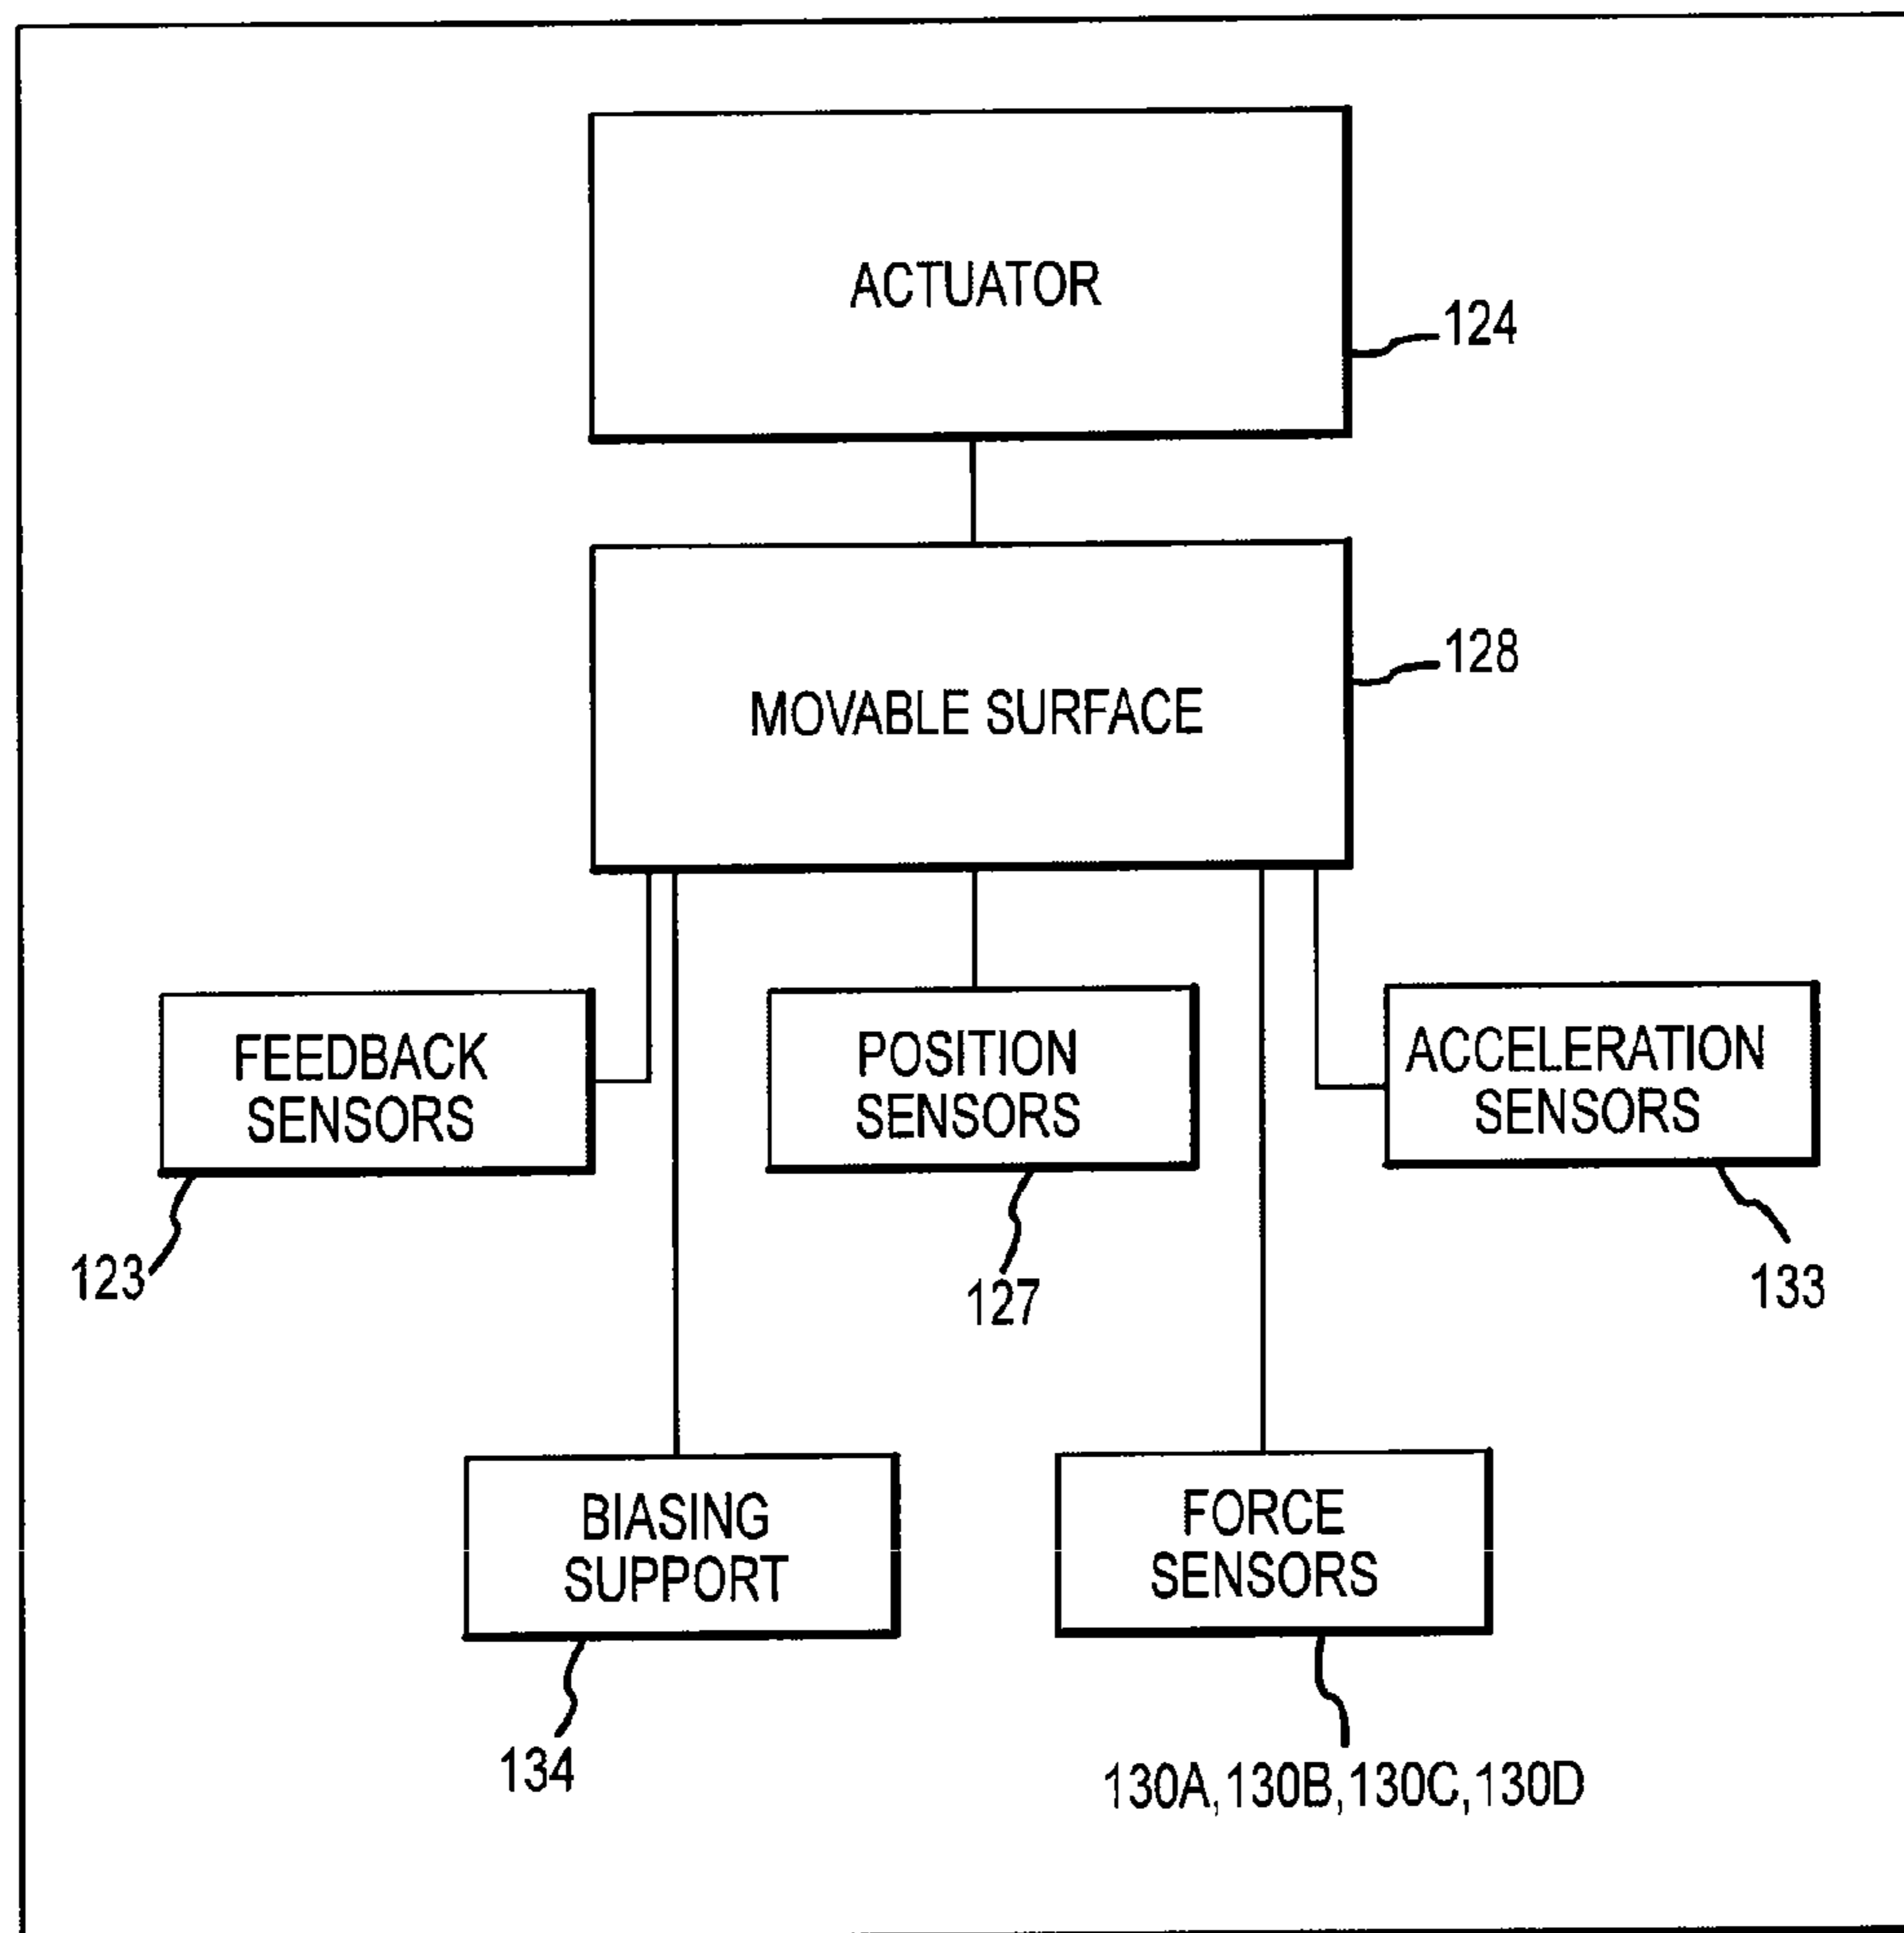 ACTUATOR
124
MOVABLE SURFACE
128
FEEDBACK
SENSORS
123
POSITION
SENSORS
127
ACCELERATION
SENSORS
133
BIASING
SUPPORT
134
FORCE
SENSORS
130A,130B,130C,130D